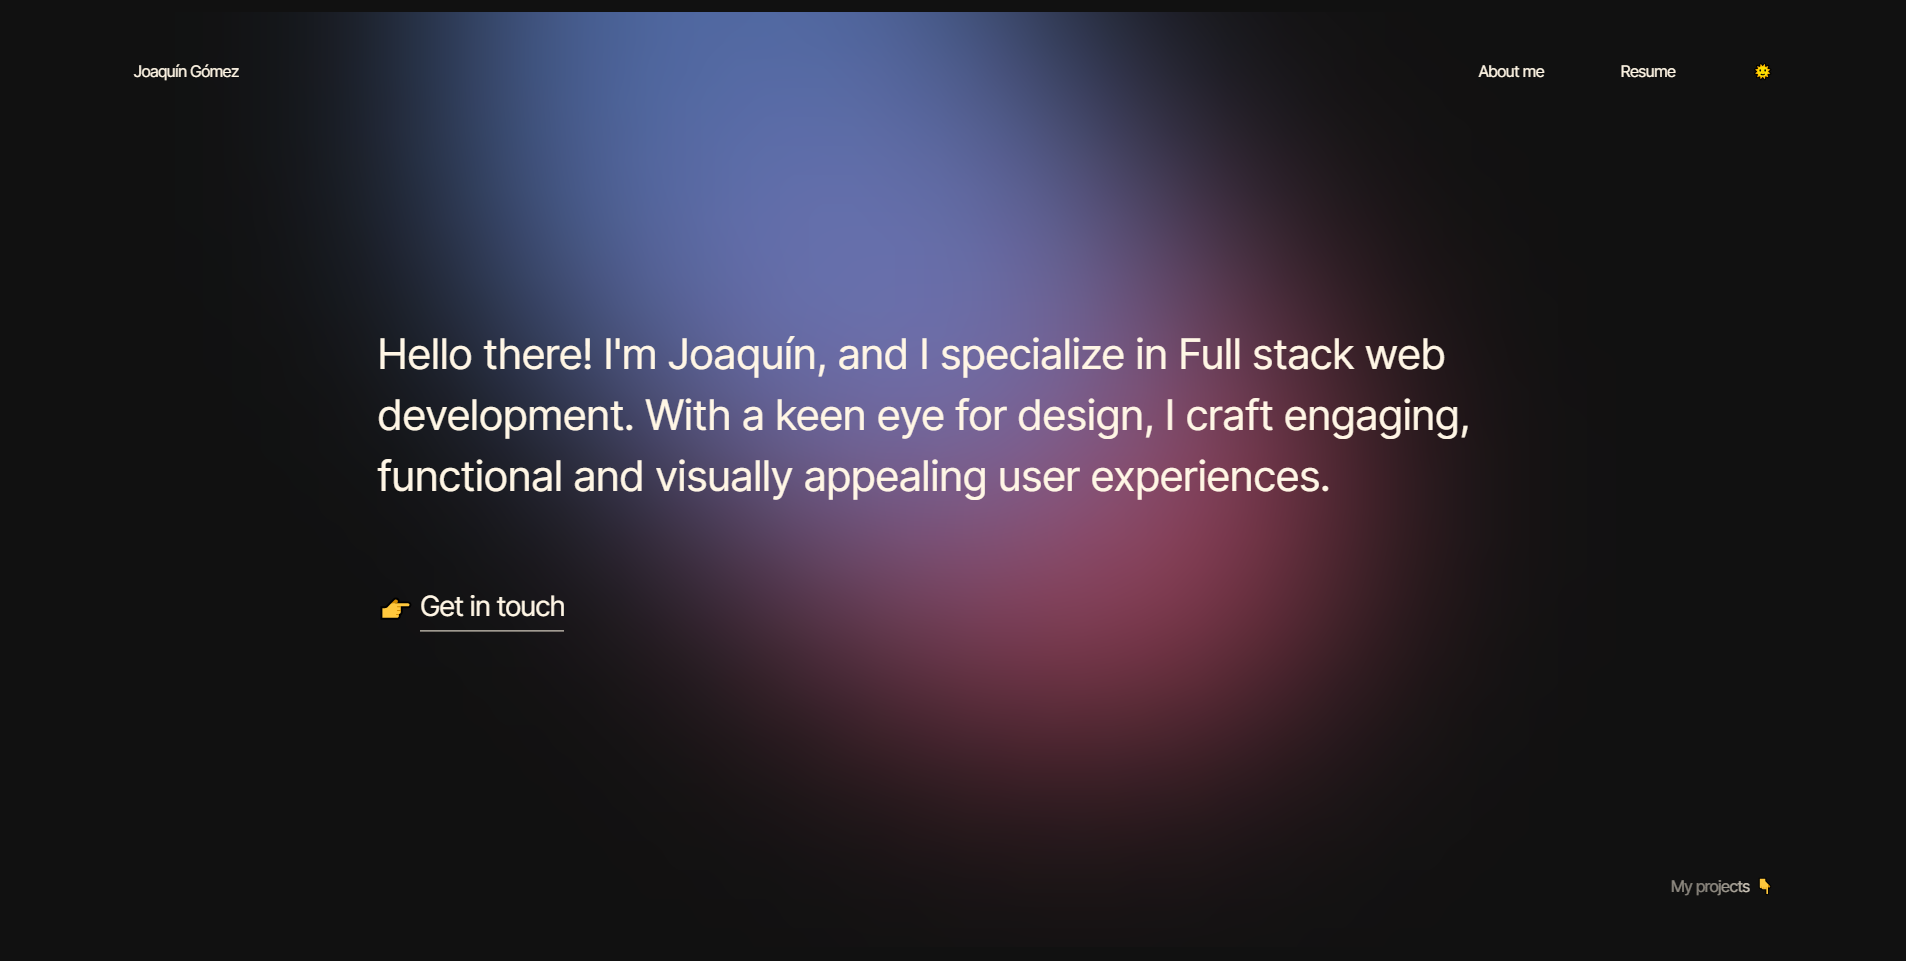 Joaquín Gómez
About me
Resume
Hello there! I'm Joaquín, and I specialize in Full stack web
development. With a keen eye for design, I craft engaging,
functional and visually appealing user experiences.
Get in touch
My projects